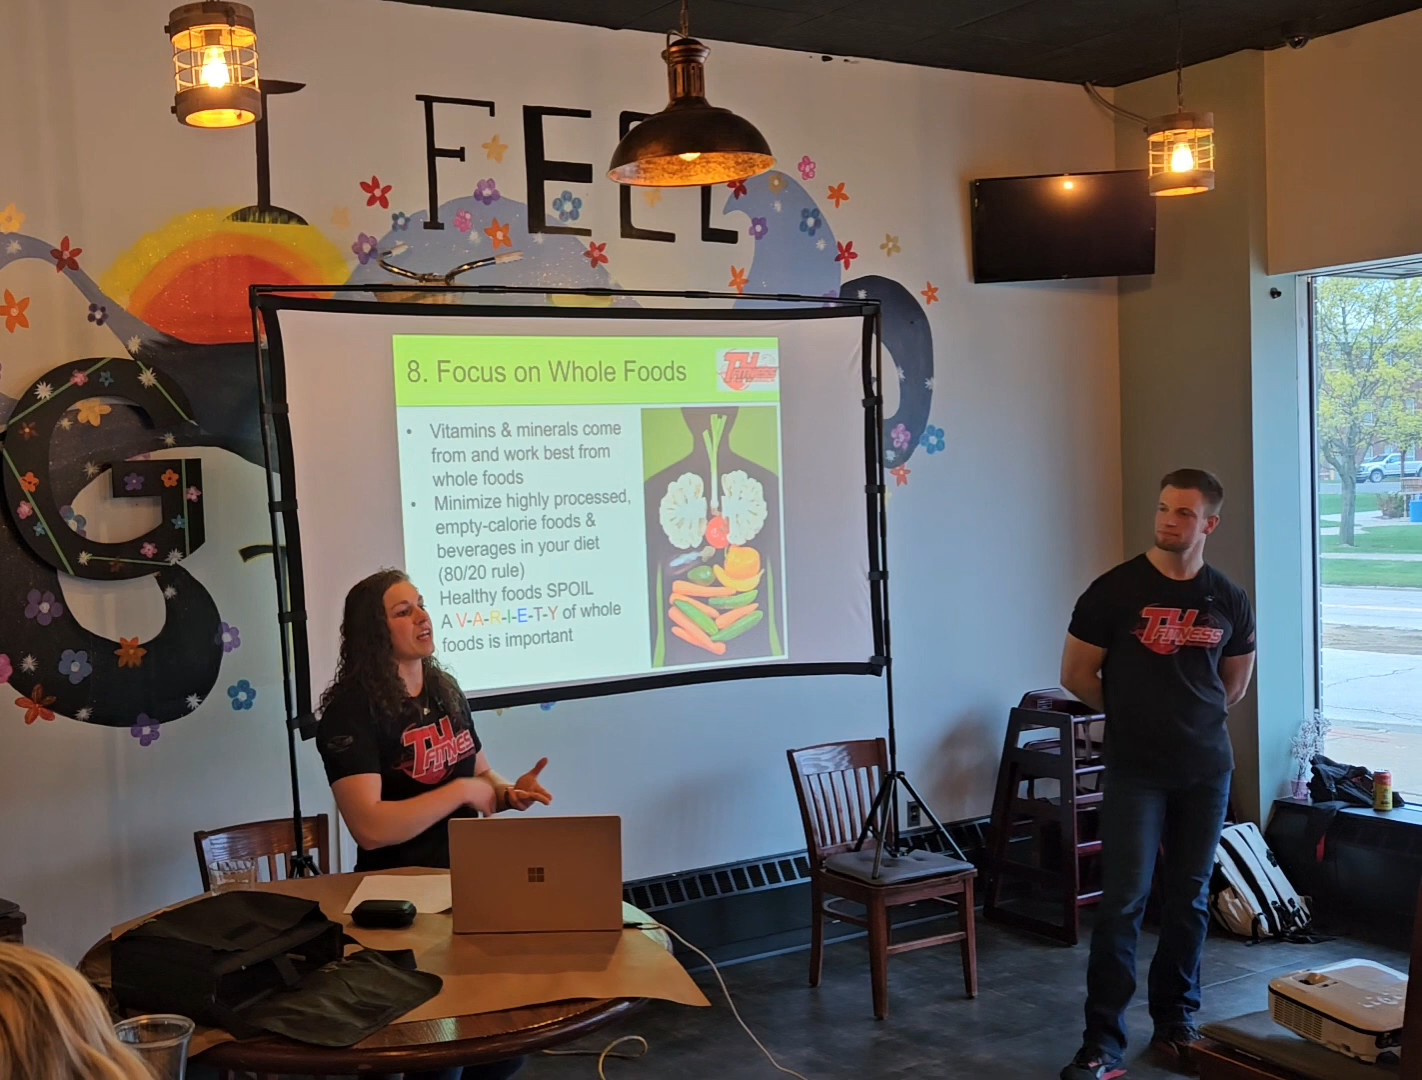 I FEEL
G
D
8. Focus on Whole Foods
TH
Fitness
• Vitamins & minerals come
from and work best from
whole foods
• Minimize highly processed,
empty-calorie foods &
beverages in your diet
(80/20 rule)
Healthy foods SPOIL
A V-A-R-I-E-T-Y of whole
foods is important
TH
FITNESS
TH
FITNESS